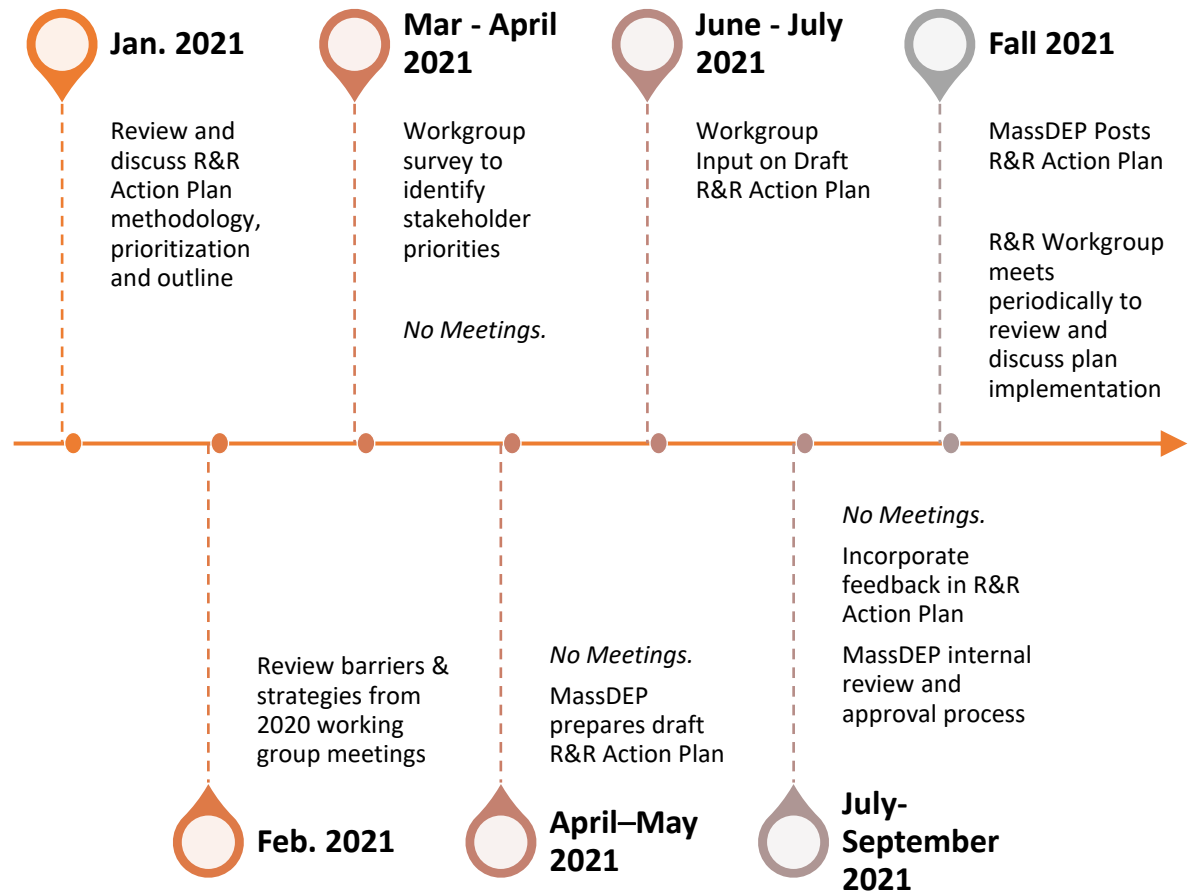 Jan. 2021
Review and
discuss R&R
Action Plan
methodology,
prioritization
and outline
Mar - April
2021
Workgroup
survey to
identify
stakeholder
priorities
No Meetings.
June - July
2021
Workgroup
Input on Draft
R&R Action Plan
Fall 2021
MassDEP Posts
R&R Action Plan
R&R Workgroup
meets
periodically to
review and
discuss plan
implementation
Review barriers &
strategies from
2020 working
group meetings
Feb. 2021
No Meetings.
MassDEP
prepares draft
R&R Action Plan
April–May
2021
No Meetings.
Incorporate
feedback in R&R
Action Plan
MassDEP internal
review and
approval process
July-
September
2021